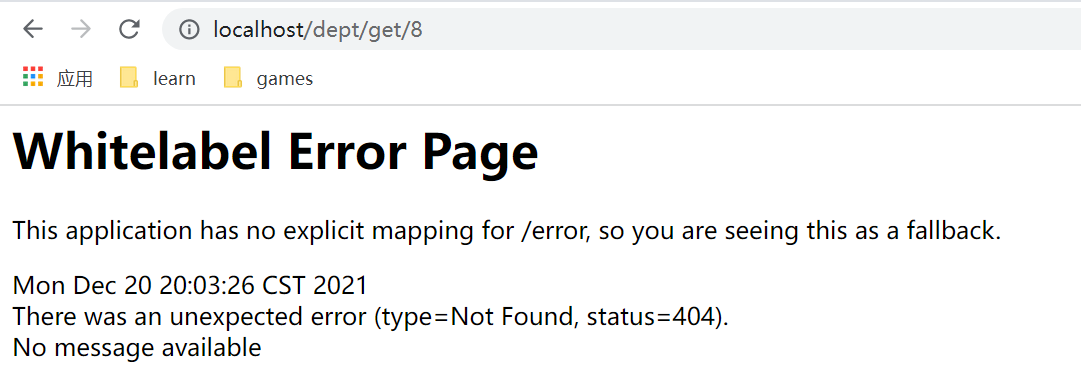 localhost/dept/get/8
应用 learn games
Whitelabel Error Page
This application has no explicit mapping for /error, so you are seeing this as a fallback.
Mon Dec 20 20:03:26 CST 2021
There was an unexpected error (type=Not Found, status=404).
No message available